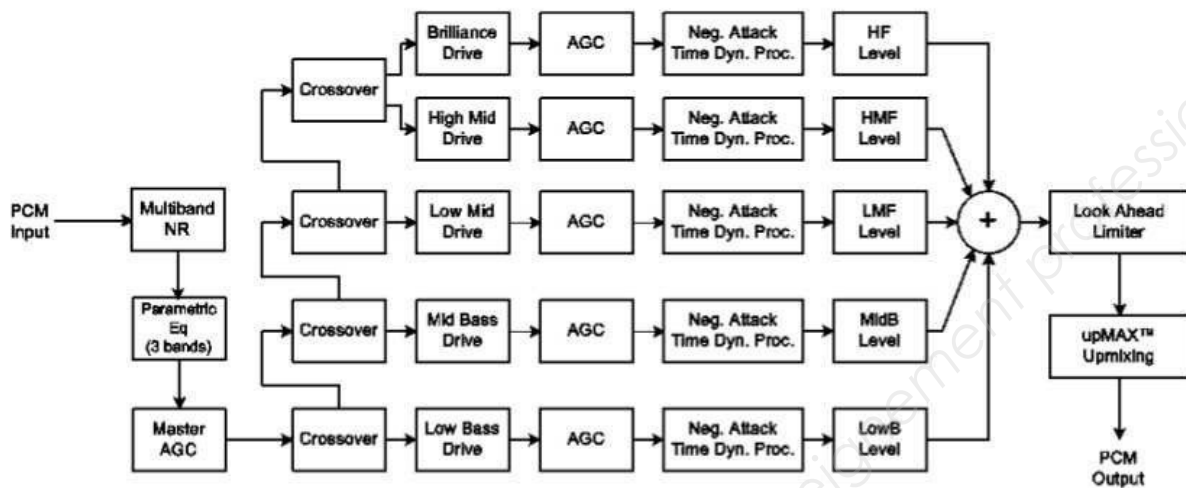 Brilliance
Drive
AGC
Neg. Attack
Time Dyn. Proc.
HF
Level
Crossover
High Mid
Drive
AGC
Neg. Attack
Time Dyn. Proc.
HMF
Level
PCM
Input
Multiband
NR
Crossover
Low Mid
Drive
AGC
Neg. Attack
Time Dyn. Proc.
LMF
Level
+
Look Ahead
Limiter
Parametric
Eq
(3 bands)
Crossover
Mid Bass
Drive
AGC
Neg. Attack
Time Dyn. Proc.
MidB
Level
upMAX™
Upmixing
Master
AGC
Crossover
Low Bass
Drive
AGC
Neg. Attack
Time Dyn. Proc.
LowB
Level
PCM
Output